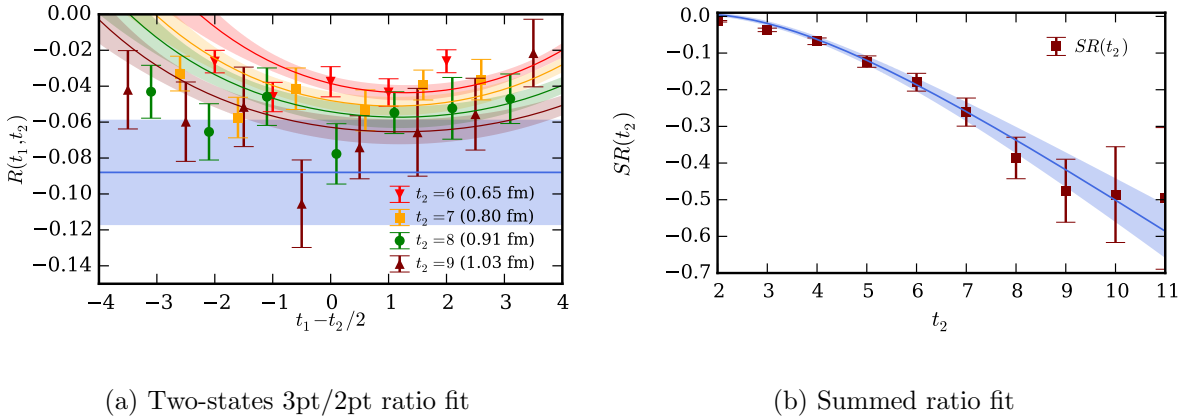 R(t₁,t₂)
0.00
−0.02
−0.04
−0.06
−0.08
−0.10
−0.12
−0.14
−4 −3 −2 −1 0 1 2 3 4
t₁−t₂/2
t₂=6 (0.65 fm)
t₂=7 (0.80 fm)
t₂=8 (0.91 fm)
t₂=9 (1.03 fm)
(a) Two-states 3pt/2pt ratio fit
SR(t₂)
0.0
−0.1
−0.2
−0.3
−0.4
−0.5
−0.6
−0.7
2 3 4 5 6 7 8 9 10 11
t₂
SR(t₂)
(b) Summed ratio fit